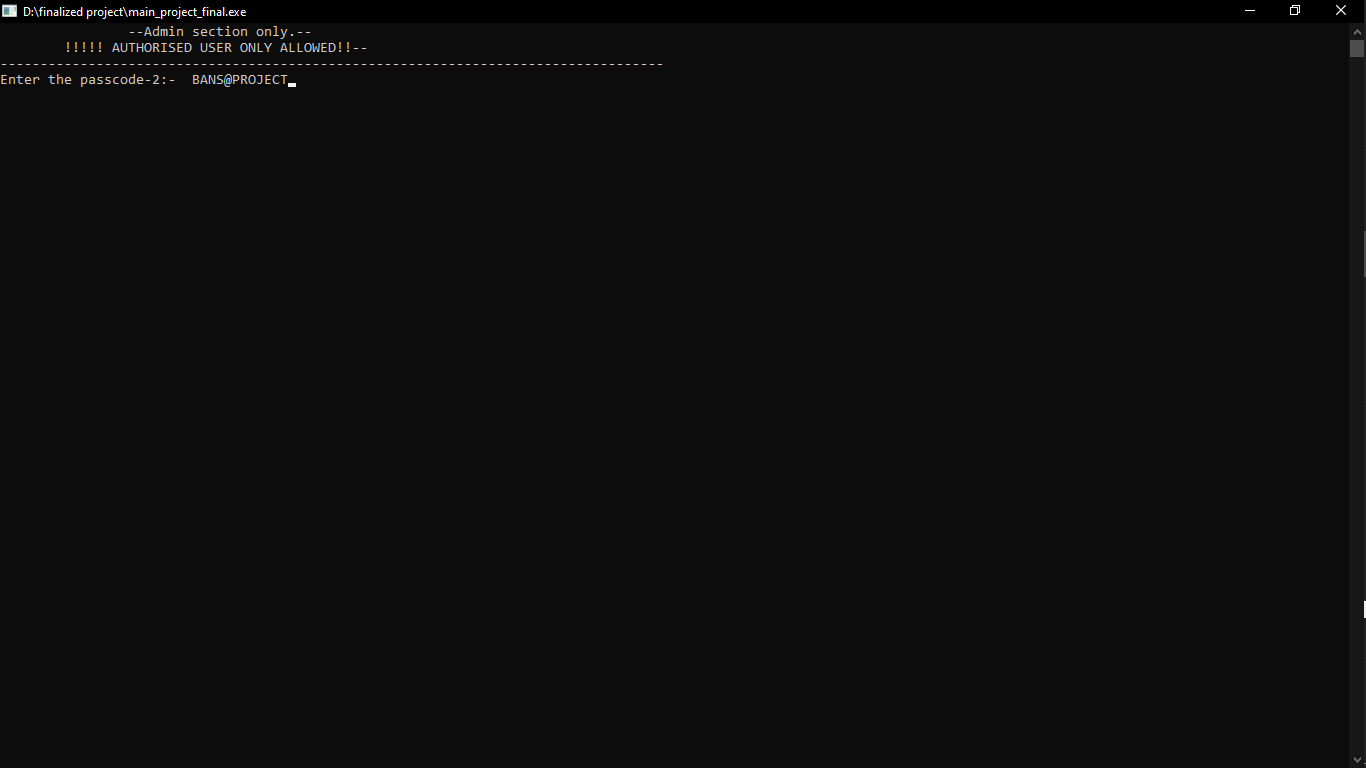 D:\finalized project\main_project_final.exe
--Admin section only.--
!!!!! AUTHORISED USER ONLY ALLOWED!!--
-----------------------------------------------------------------------------------
Enter the passcode-2:-  BANS@PROJECT